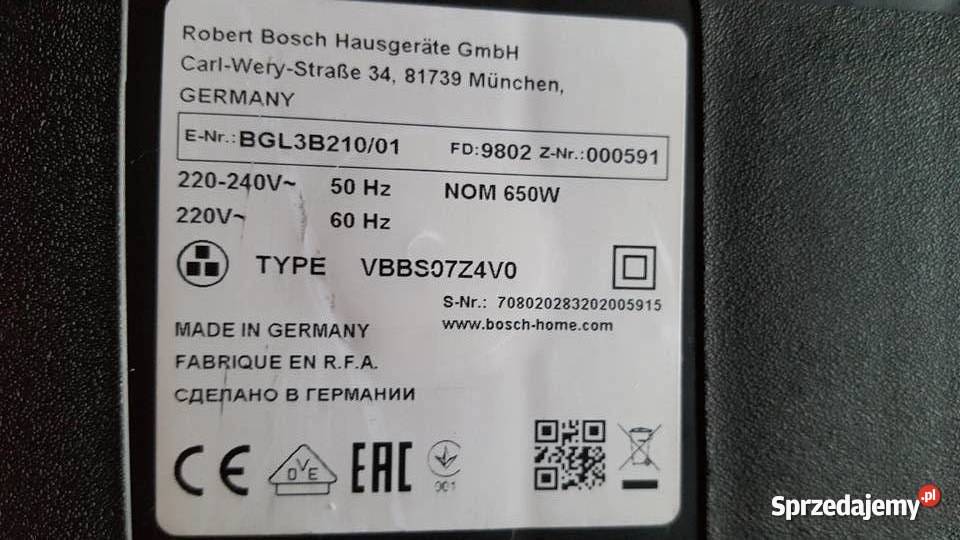 Robert Bosch Hausgeräte GmbH
Carl-Wery-Straße 34, 81739 München,
GERMANY
E-Nr.: BGL3B210/01 FD: 9802 Z-Nr.: 000591
220-240V~ 50 Hz NOM 650W
220V~ 60 Hz
TYPE VBBS07Z4V0
S-Nr.: 708020283202005915
www.bosch-home.com
MADE IN GERMANY
FABRIQUE EN R.F.A.
СДЕЛАНО В ГЕРМАНИИ
CE OVE EAC 001
Sprzedajemy.pl